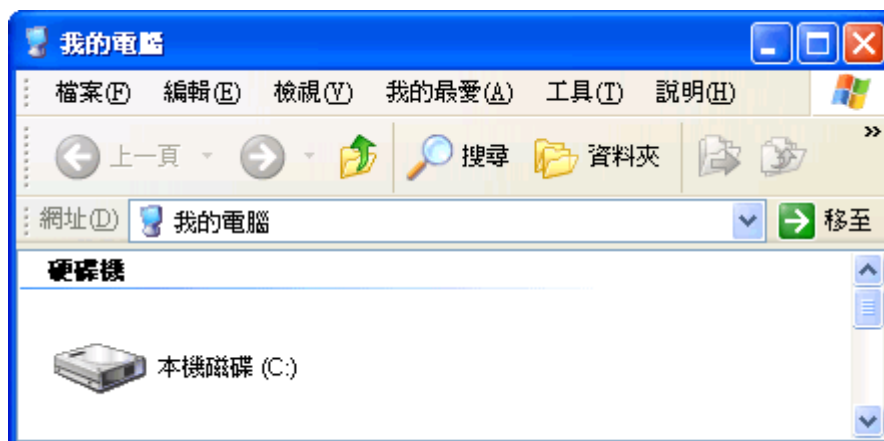 我的電腦
檔案(F) 編輯(E) 檢視(V) 我的最愛(A) 工具(T) 說明(H)
上一頁 搜尋 資料夾 »
網址(D) 我的電腦 移至
硬碟機
本機磁碟 (C:)